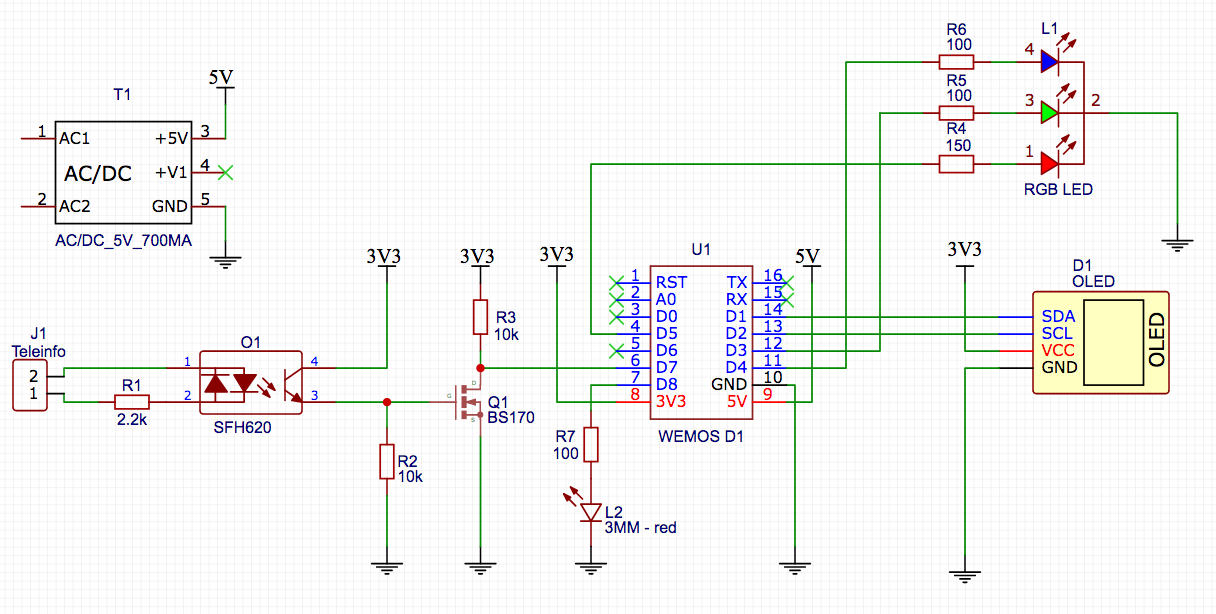 T1
5V
1 AC1 +5V 3
AC/DC +V1 4
2 AC2 GND 5
AC/DC_5V_700MA
R6
100
4
L1
R5
100
3
2
R4
150
1
RGB LED
J1
Teleinfo
2
1
R1
2.2k
O1
1
2
4
3
SFH620
3V3
R2
10k
3V3
R3
10k
D
G
S
Q1
BS170
3V3
U1
5V
1 RST TX 16
2 A0 RX 15
3 D0 D1 14
4 D5 D2 13
5 D6 D3 12
6 D7 D4 11
7 D8 GND 10
8 3V3 5V 9
WEMOS D1
R7
100
L2
3MM - red
3V3
D1
OLED
SDA
SCL
VCC
GND
OLED